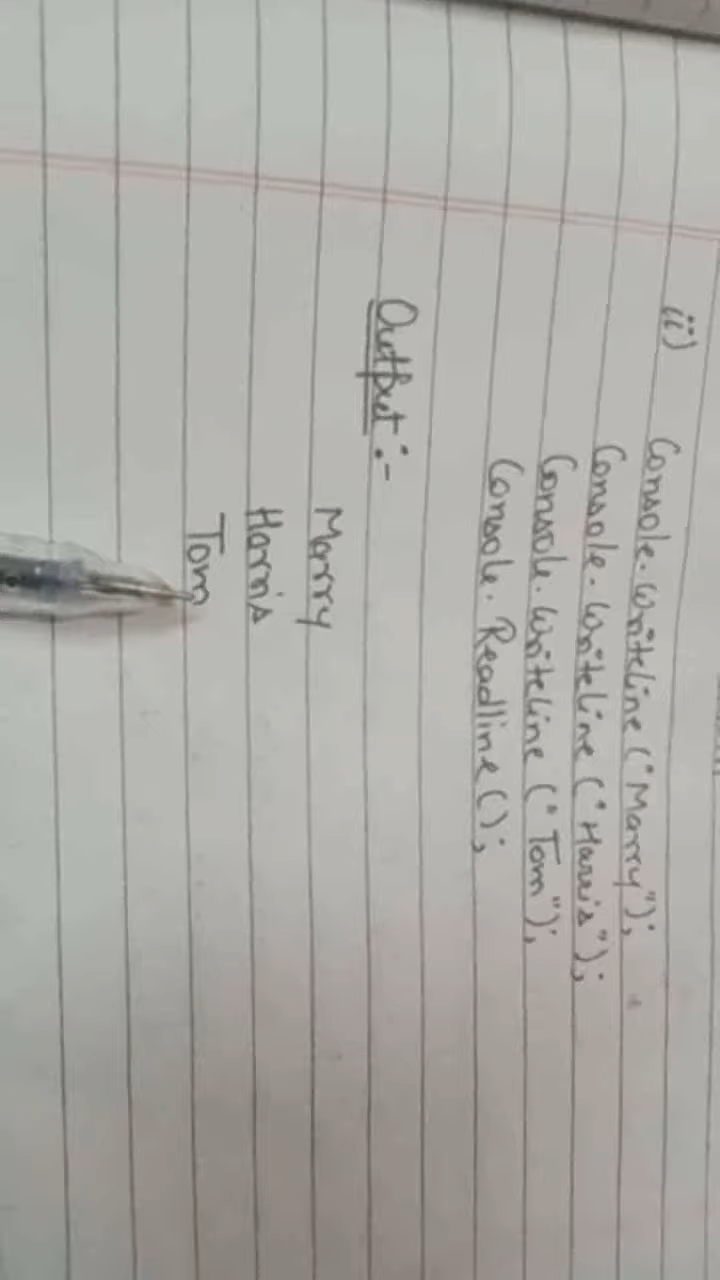 ii) Console.Writeline ("Marry");
Console.Writeline ("Harris");
Console.Writeline ("Tom");
Console.Readline();
Output:-
Marry
Harris
Tom